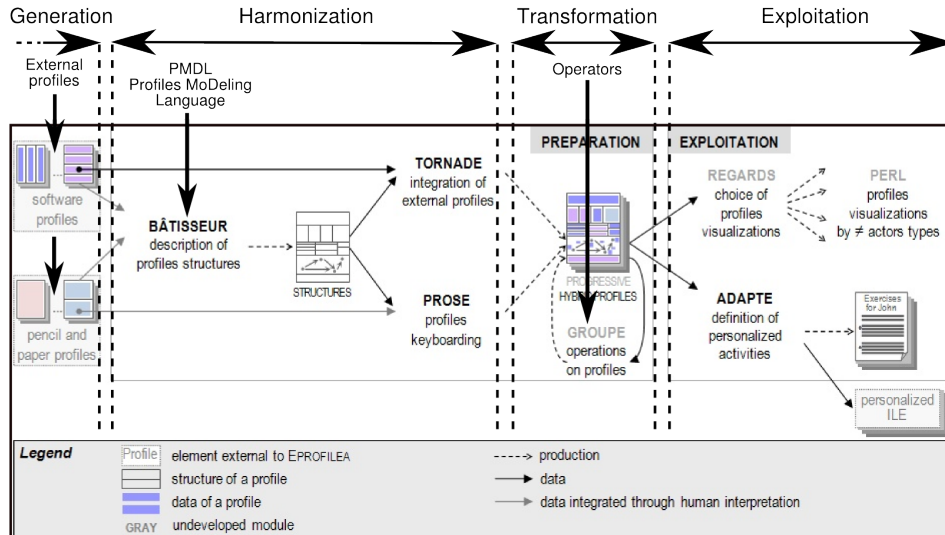 Generation
Harmonization
Transformation
Exploitation
External
profiles
PMDL
Profiles MoDeling
Language
Operators
PREPARATION
EXPLOITATION
software
profiles
BÂTISSEUR
description of
profiles structures
STRUCTURES
TORNADE
integration of
external profiles
PROSE
profiles
keyboarding
PROGRESSIVE
HYBRID PROFILES
GROUPE
operations
on profiles
REGARDS
choice of
profiles
visualizations
PERL
profiles
visualizations
by ≠ actors types
ADAPTE
definition of
personalized
activities
Exercises
for John
personalized
ILE
pencil and
paper profiles
Legend
Profile
element external to EPROFILEA
structure of a profile
data of a profile
GRAY
undeveloped module
production
data
data integrated through human interpretation